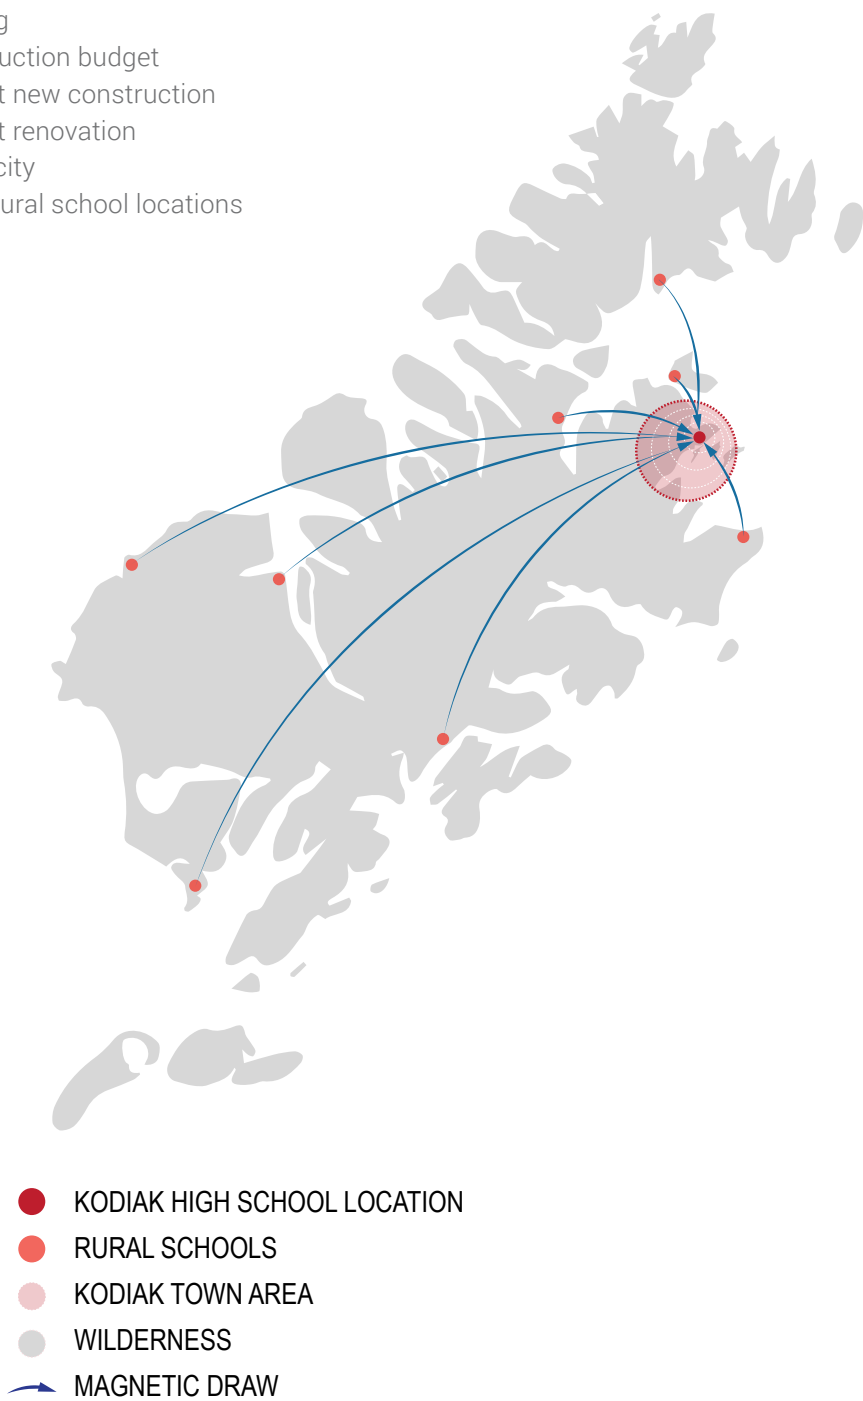 g
uction budget
t new construction
t renovation
city
ural school locations
KODIAK HIGH SCHOOL LOCATION
RURAL SCHOOLS
KODIAK TOWN AREA
WILDERNESS
MAGNETIC DRAW